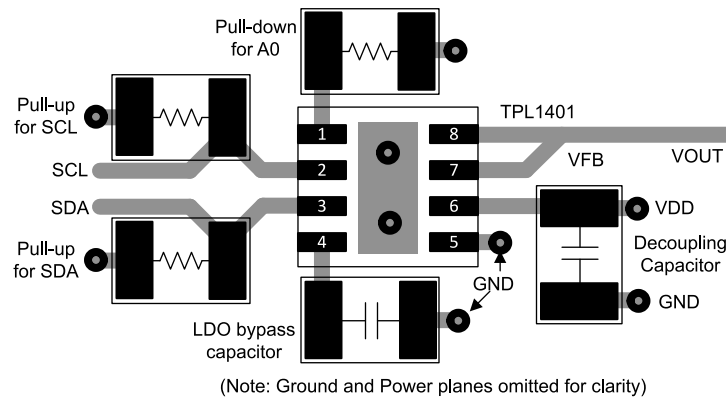 Pull-down
for A0
Pull-up
for SCL
SCL
SDA
Pull-up
for SDA
1
2
3
4
8
7
6
5
TPL1401
VFB
VOUT
VDD
Decoupling
Capacitor
GND
GND
LDO bypass
capacitor
(Note: Ground and Power planes omitted for clarity)